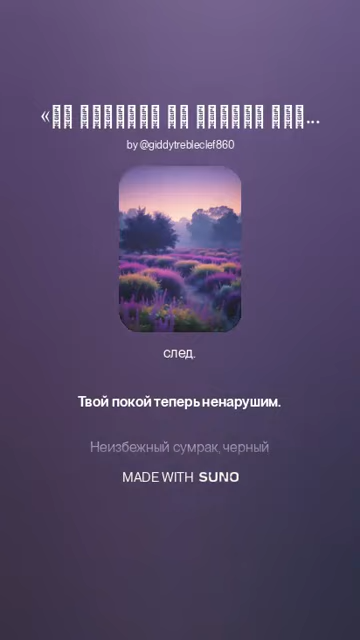 by @giddytrebleclef860
след.
Твой покой теперь ненарушим.
Неизбежный сумрак, черный
MADE WITH SUNO